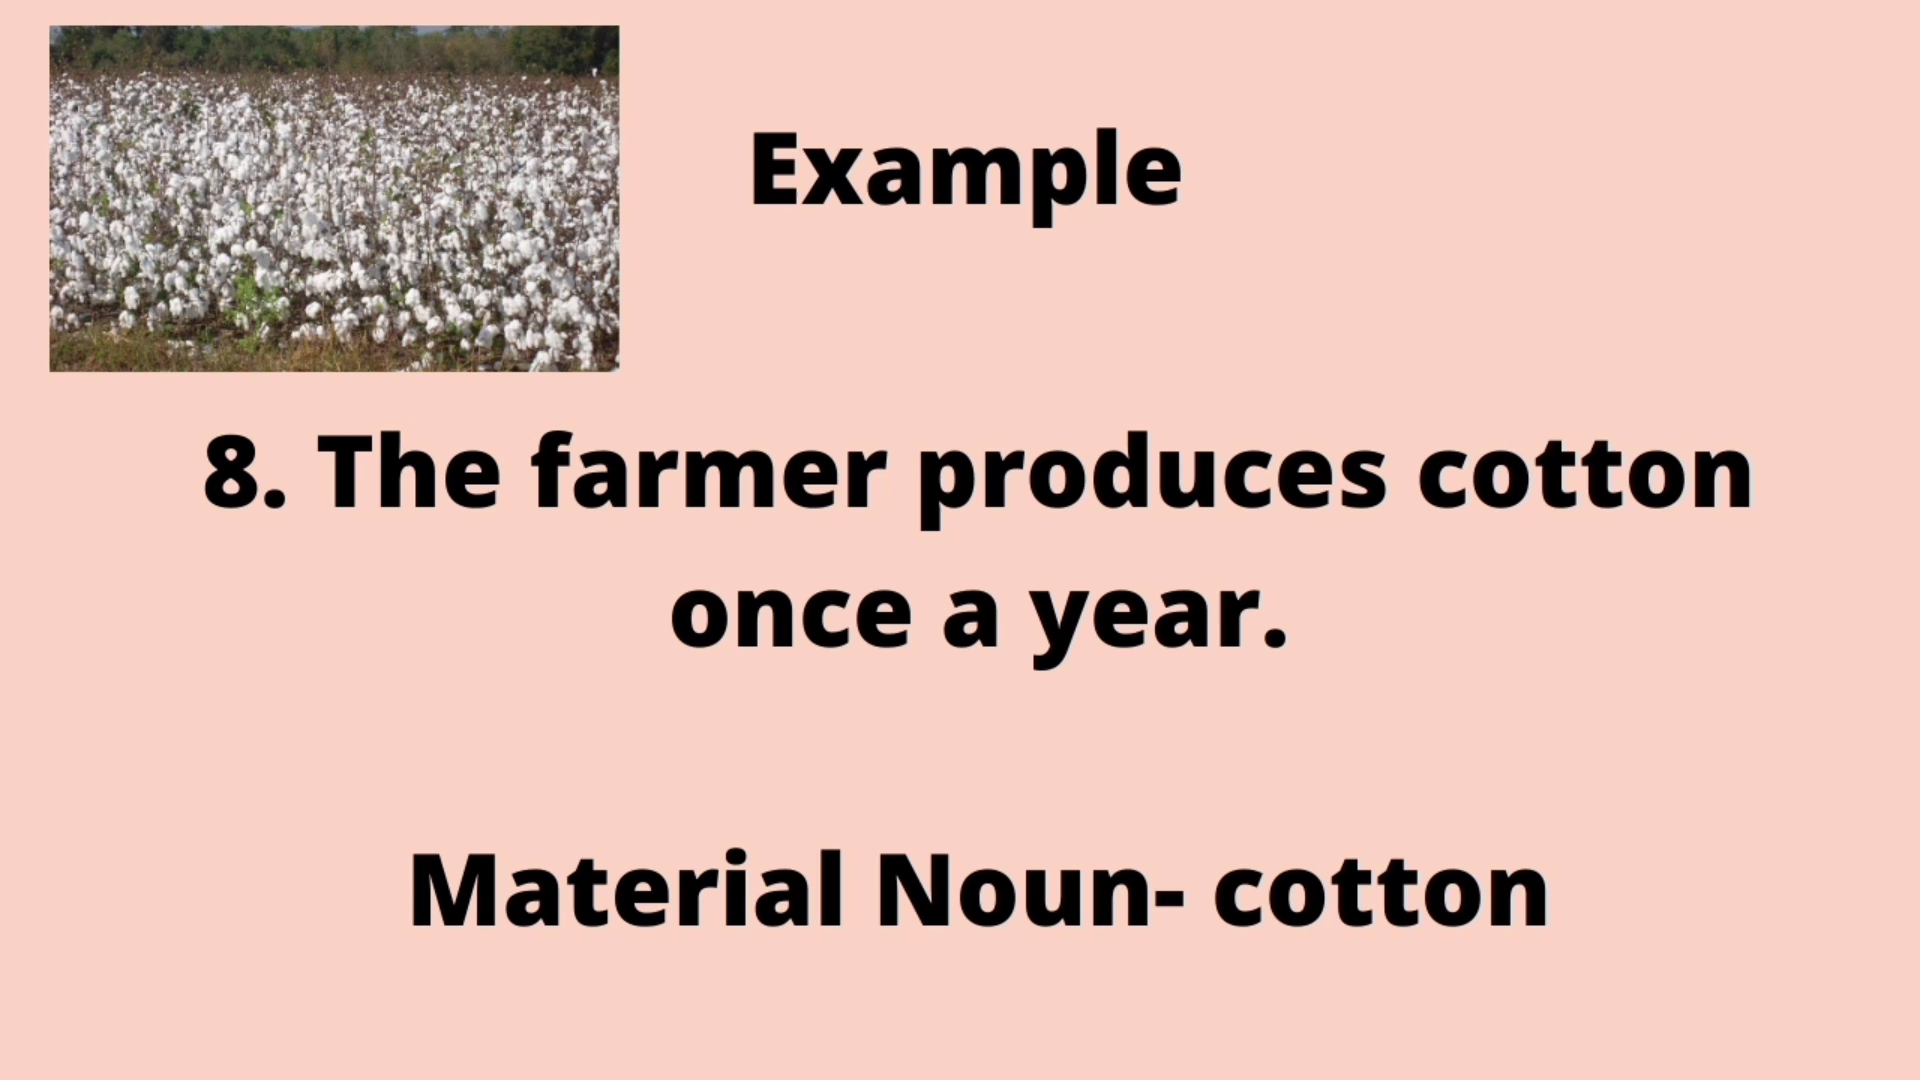 Example
8. The farmer produces cotton
once a year.
Material Noun- cotton